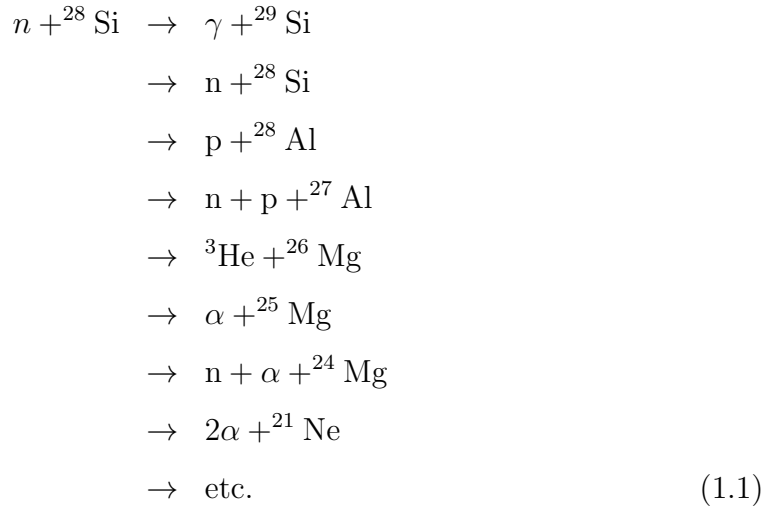 n + ²⁸Si → γ + ²⁹Si
→ n + ²⁸Si
→ p + ²⁸Al
→ n + p + ²⁷Al
→ ³He + ²⁶Mg
→ α + ²⁵Mg
→ n + α + ²⁴Mg
→ 2α + ²¹Ne
→ etc. (1.1)